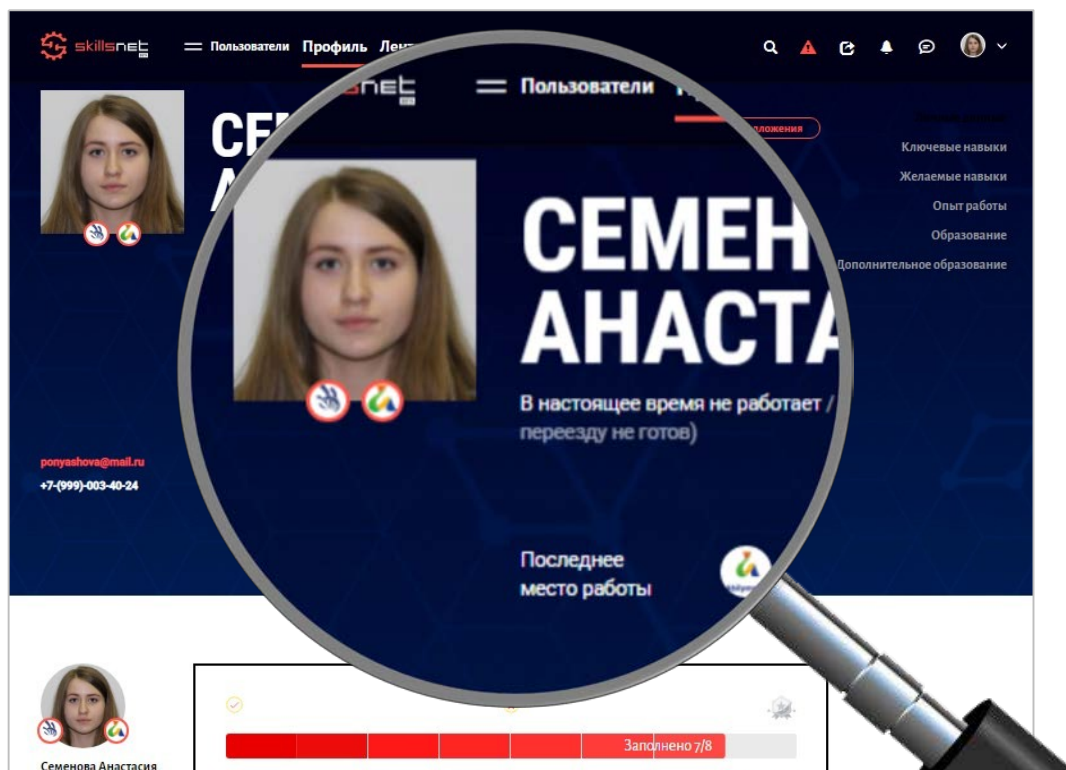 skillsnet
Пользователи Профиль Лент
Пользователи
ложения
Ключевые навыки
Желаемые навыки
Опыт работы
Образование
Дополнительное образование
СЕМЕН
АНАСТА
В настоящее время не работает /
переезду не готов)
ponyashova@mail.ru
+7-(999)-003-40-24
Последнее
место работы
Заполнено 7/8
Семенова Анастасия